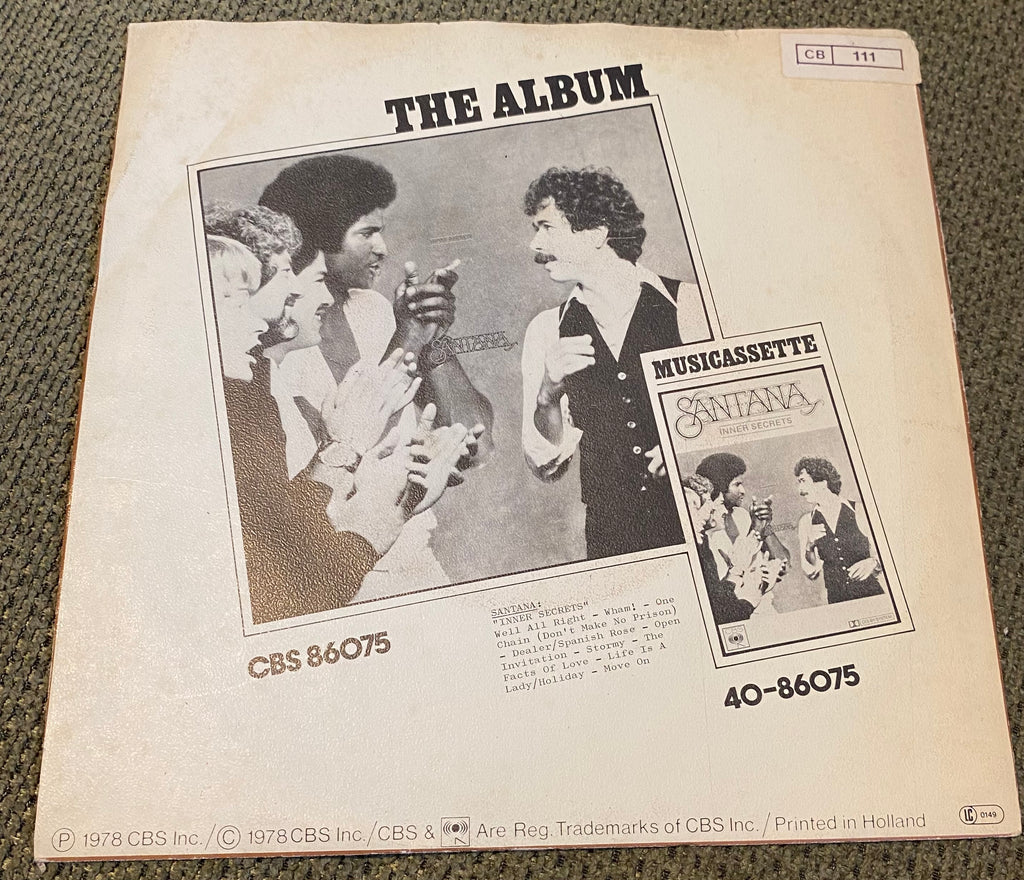 CB 111
THE ALBUM
SANTANA
MUSICASSETTE
SANTANA
INNER SECRETS
SANTANA:
"INNER SECRETS"
Well All Right - Wham! - One
Chain (Don't Make No Prison)
- Dealer/Spanish Rose - Open
Invitation - Stormy - The
Facts Of Love - Life Is A
Lady/Holiday - Move On
CBS 86075
40-86075
Ⓟ 1978 CBS Inc./© 1978 CBS Inc./CBS & Are Reg. Trademarks of CBS Inc./Printed in Holland
LC 0149